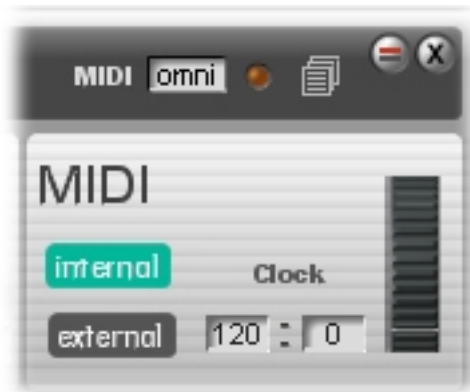 MIDI omni
MIDI
internal
Clock
external 120 : 0